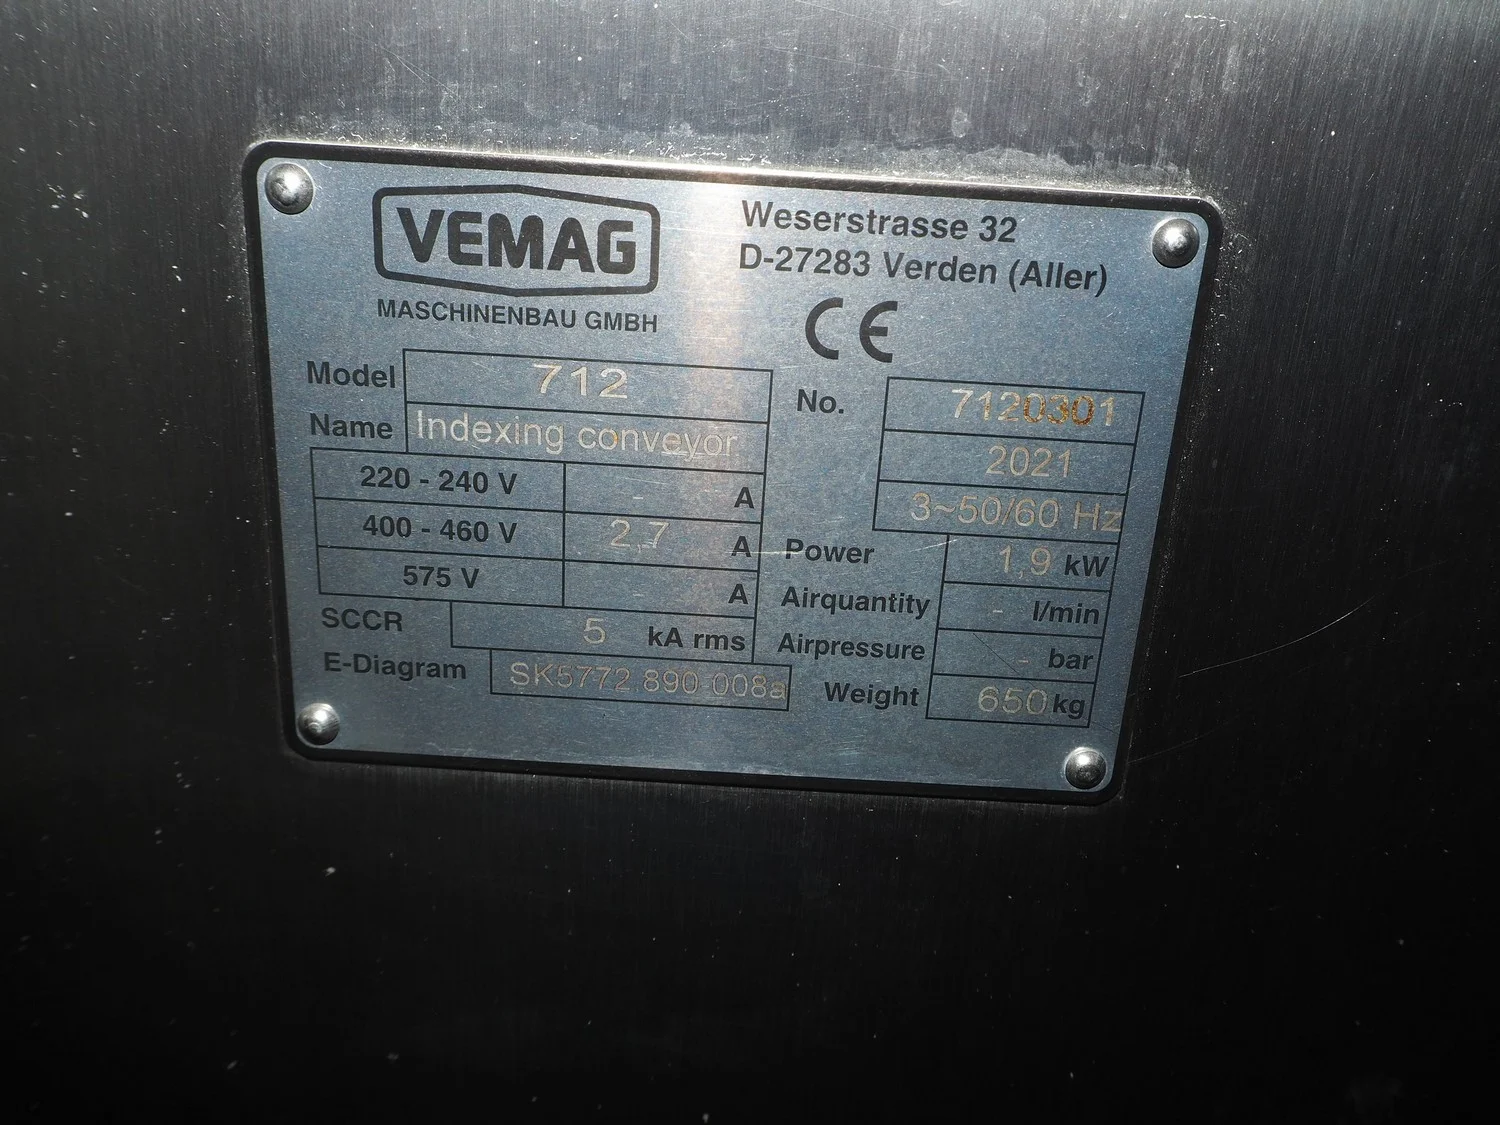 VEMAG
MASCHINENBAU GMBH
Weserstrasse 32
D-27283 Verden (Aller)
CE
Model 712
Name Indexing conveyor
No. 7120301
2021
3~50/60 Hz
220 - 240 V - A
400 - 460 V 2,7 A
575 V - A
SCCR 5 kA rms
E-Diagram SK5772.890-008a
Power 1,9 kW
Airquantity - l/min
Airpressure - bar
Weight 650 kg